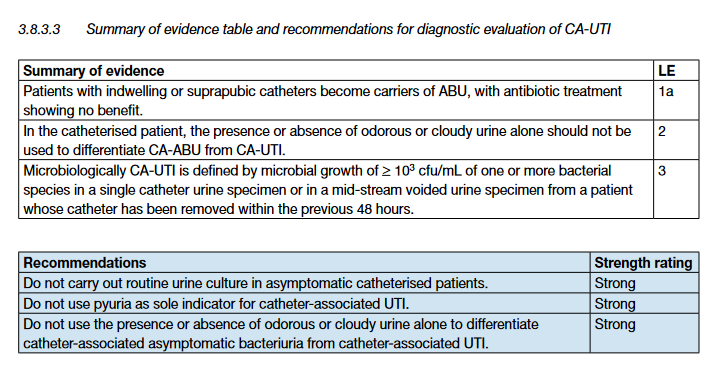 3.8.3.3 Summary of evidence table and recommendations for diagnostic evaluation of CA-UTI
Summary of evidence LE
Patients with indwelling or suprapubic catheters become carriers of ABU, with antibiotic treatment 1a
showing no benefit.
In the catheterised patient, the presence or absence of odorous or cloudy urine alone should not be 2
used to differentiate CA-ABU from CA-UTI.
Microbiologically CA-UTI is defined by microbial growth of ≥ 10³ cfu/mL of one or more bacterial 3
species in a single catheter urine specimen or in a mid-stream voided urine specimen from a patient
whose catheter has been removed within the previous 48 hours.
Recommendations Strength rating
Do not carry out routine urine culture in asymptomatic catheterised patients. Strong
Do not use pyuria as sole indicator for catheter-associated UTI. Strong
Do not use the presence or absence of odorous or cloudy urine alone to differentiate Strong
catheter-associated asymptomatic bacteriuria from catheter-associated UTI.